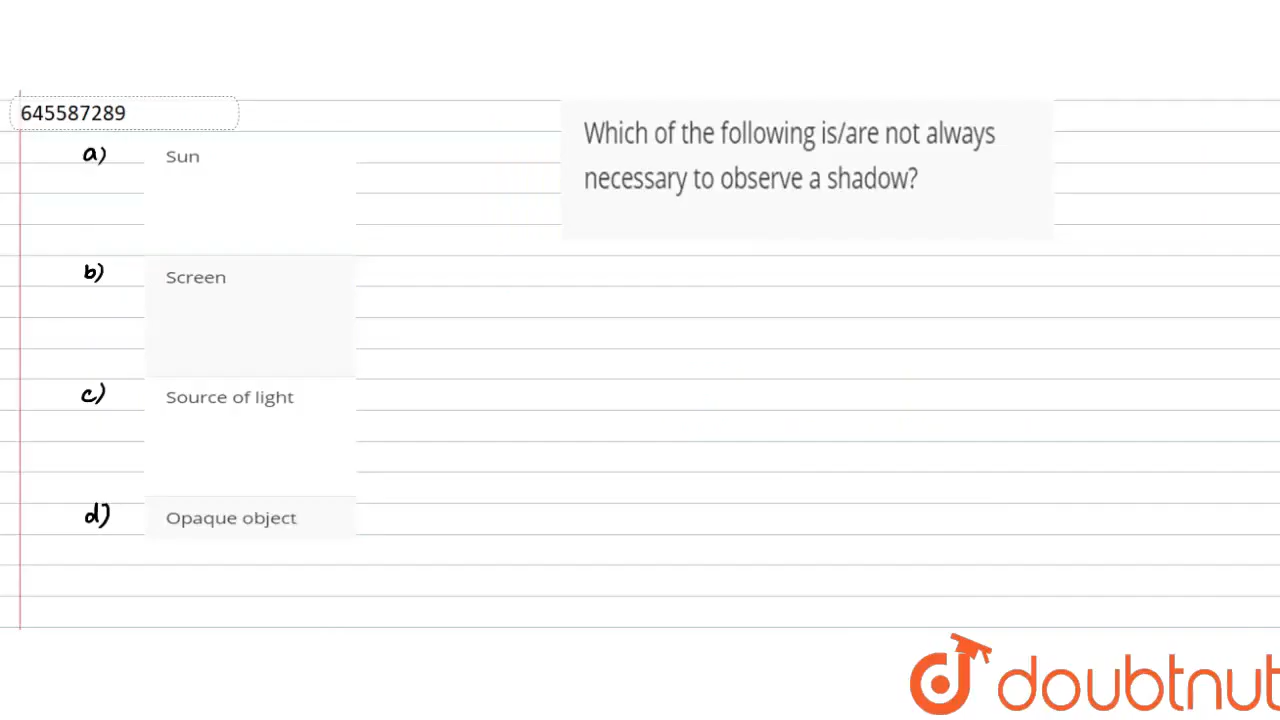 645587289
Which of the following is/are not always
necessary to observe a shadow?
a) Sun
b) Screen
c) Source of light
d) Opaque object
doubtnut